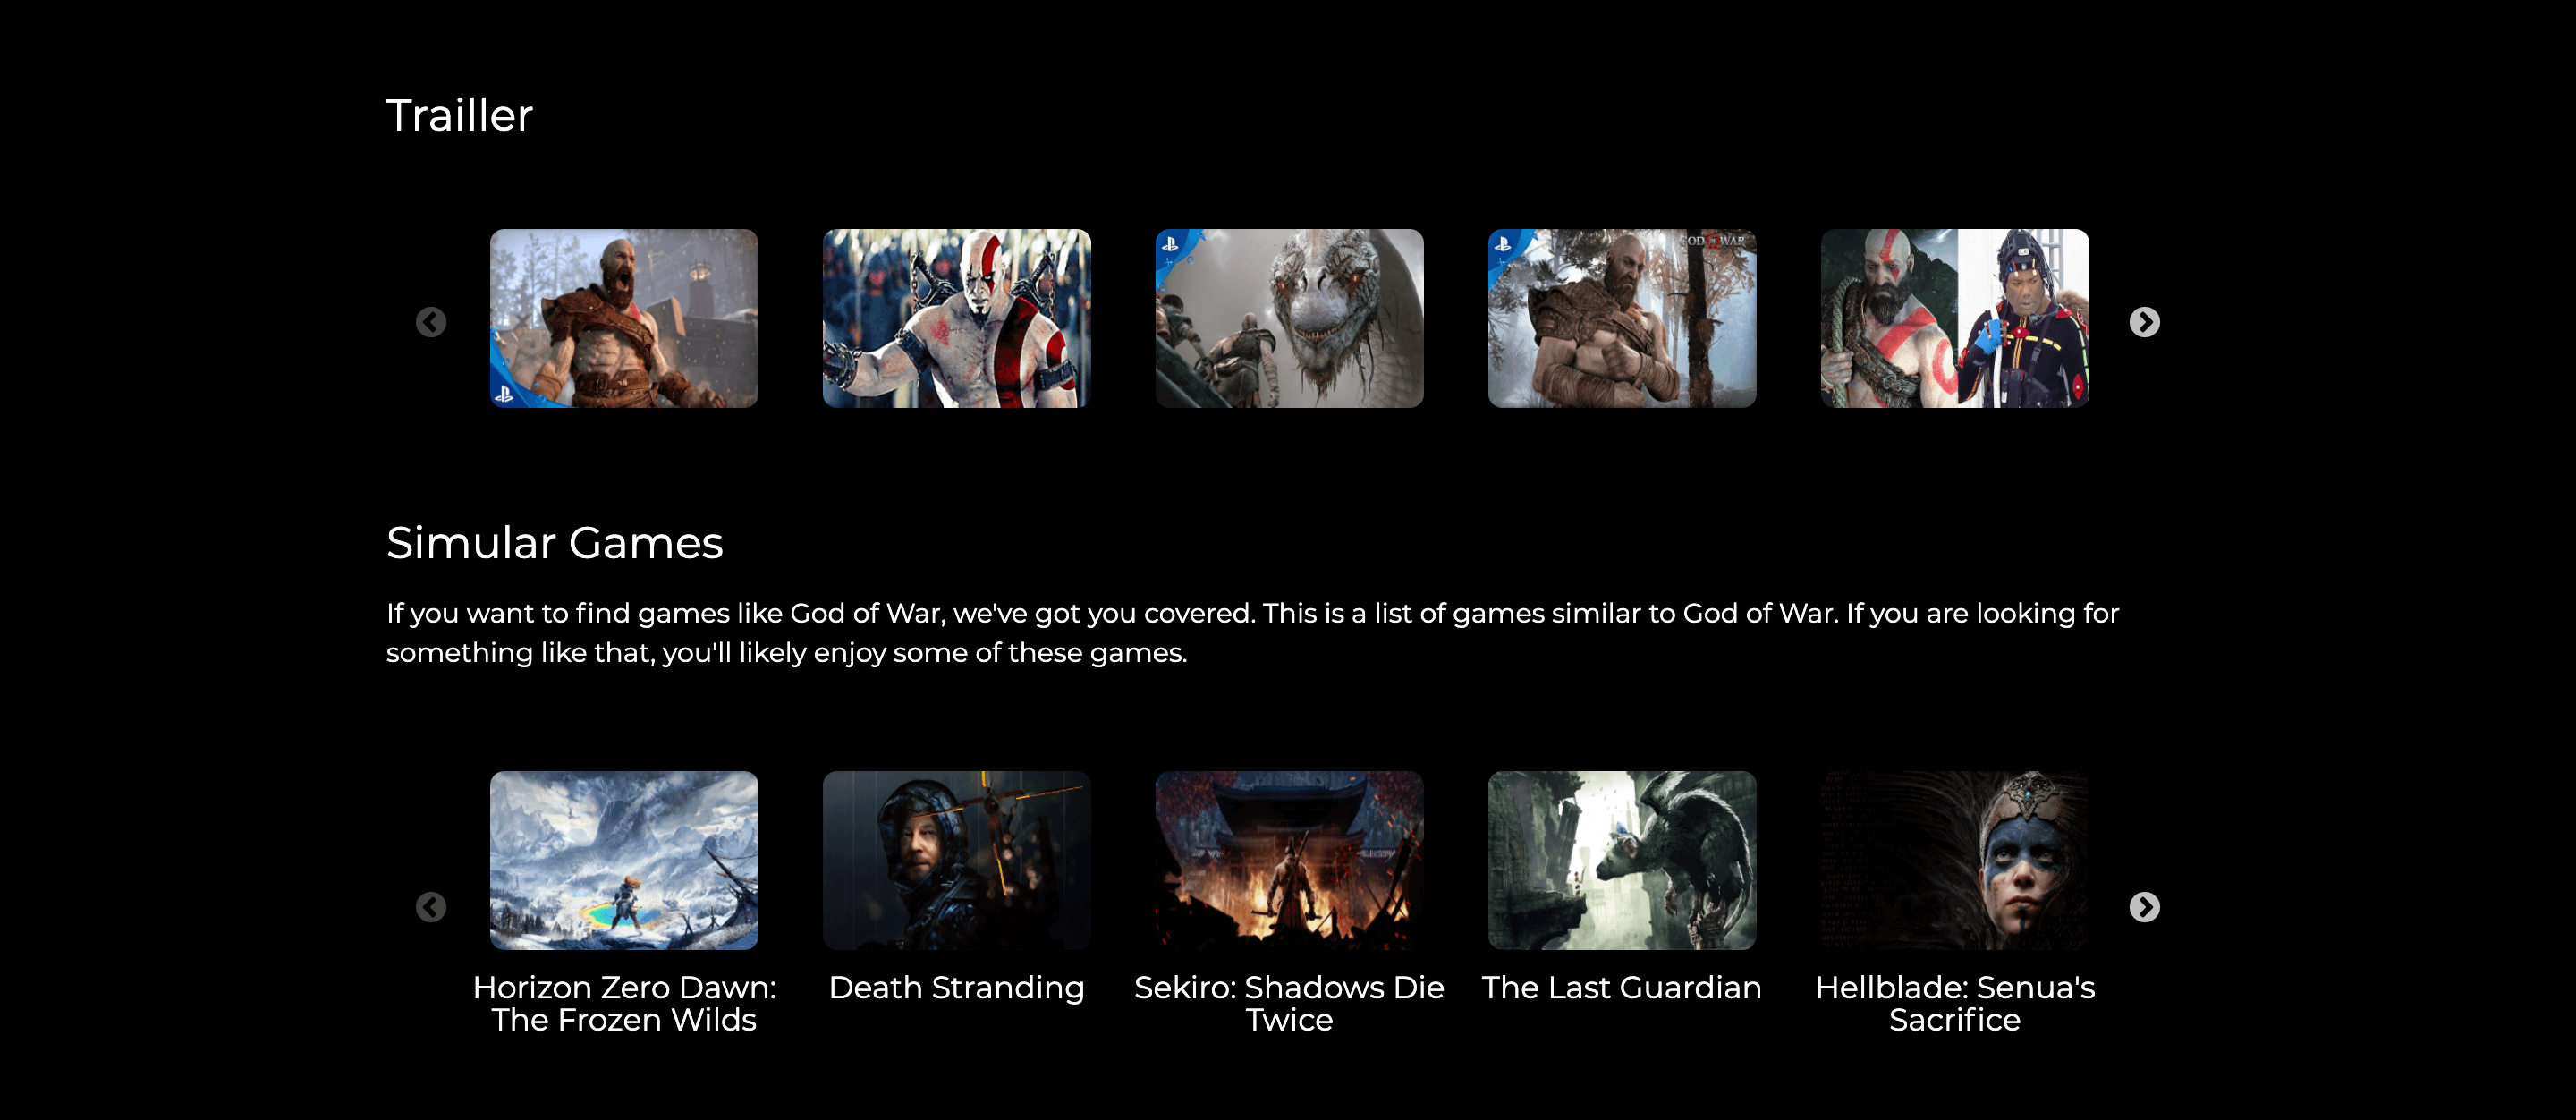 Trailler
GOD OF WAR
Simular Games
If you want to find games like God of War, we've got you covered. This is a list of games similar to God of War. If you are looking for
something like that, you'll likely enjoy some of these games.
Horizon Zero Dawn:
The Frozen Wilds
Death Stranding
Sekiro: Shadows Die
Twice
The Last Guardian
Hellblade: Senua's
Sacrifice